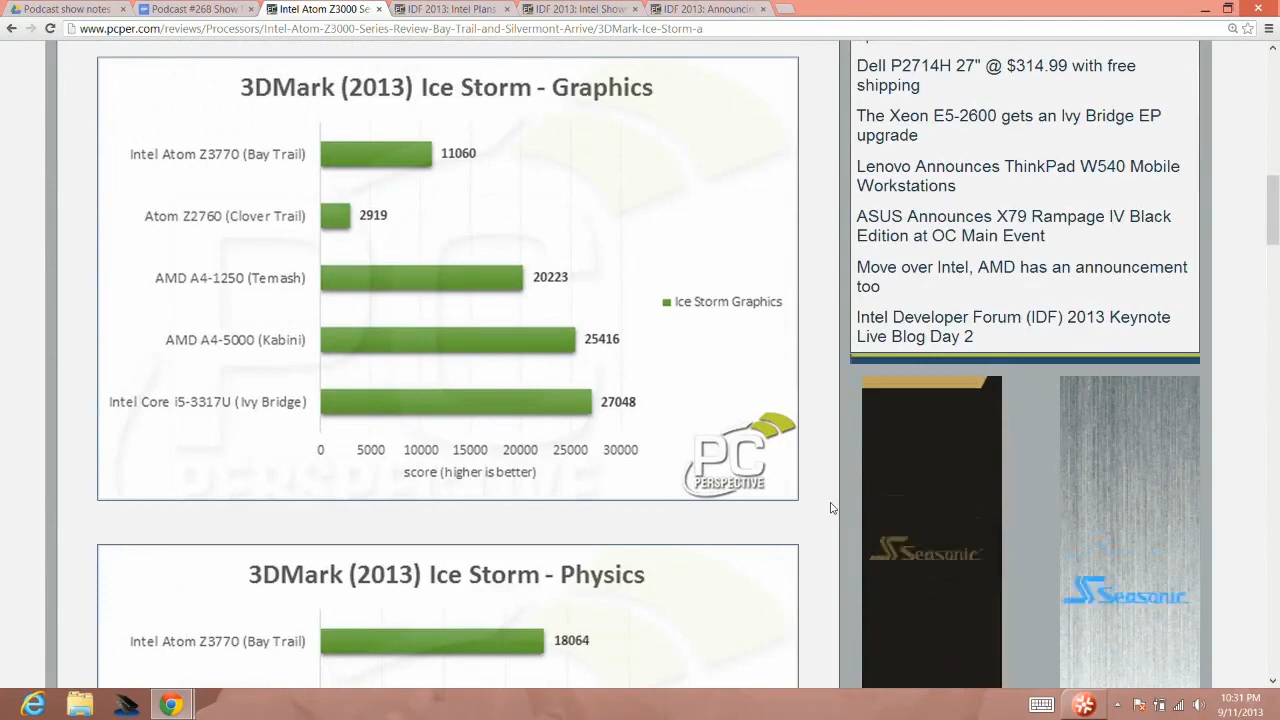 Podcast show notes
Podcast #268 Show
Intel Atom Z3000 Se
IDF 2013: Intel Plans
IDF 2013: Intel Show
IDF 2013: Announcin
www.pcper.com/reviews/Processors/Intel-Atom-Z3000-Series-Review-Bay-Trail-and-Silvermont-Arrive/3DMark-Ice-Storm-a
3DMark (2013) Ice Storm - Graphics
Intel Atom Z3770 (Bay Trail)
11060
Atom Z2760 (Clover Trail)
2919
AMD A4-1250 (Temash)
20223
Ice Storm Graphics
AMD A4-5000 (Kabini)
25416
Intel Core i5-3317U (Ivy Bridge)
27048
0 5000 10000 15000 20000 25000 30000
score (higher is better)
PC
PERSPECTIVE
3DMark (2013) Ice Storm - Physics
Intel Atom Z3770 (Bay Trail)
18064
Dell P2714H 27" @ $314.99 with free
shipping
The Xeon E5-2600 gets an Ivy Bridge EP
upgrade
Lenovo Announces ThinkPad W540 Mobile
Workstations
ASUS Announces X79 Rampage IV Black
Edition at OC Main Event
Move over Intel, AMD has an announcement
too
Intel Developer Forum (IDF) 2013 Keynote
Live Blog Day 2
Seasonic
Seasonic
10:31 PM
9/11/2013